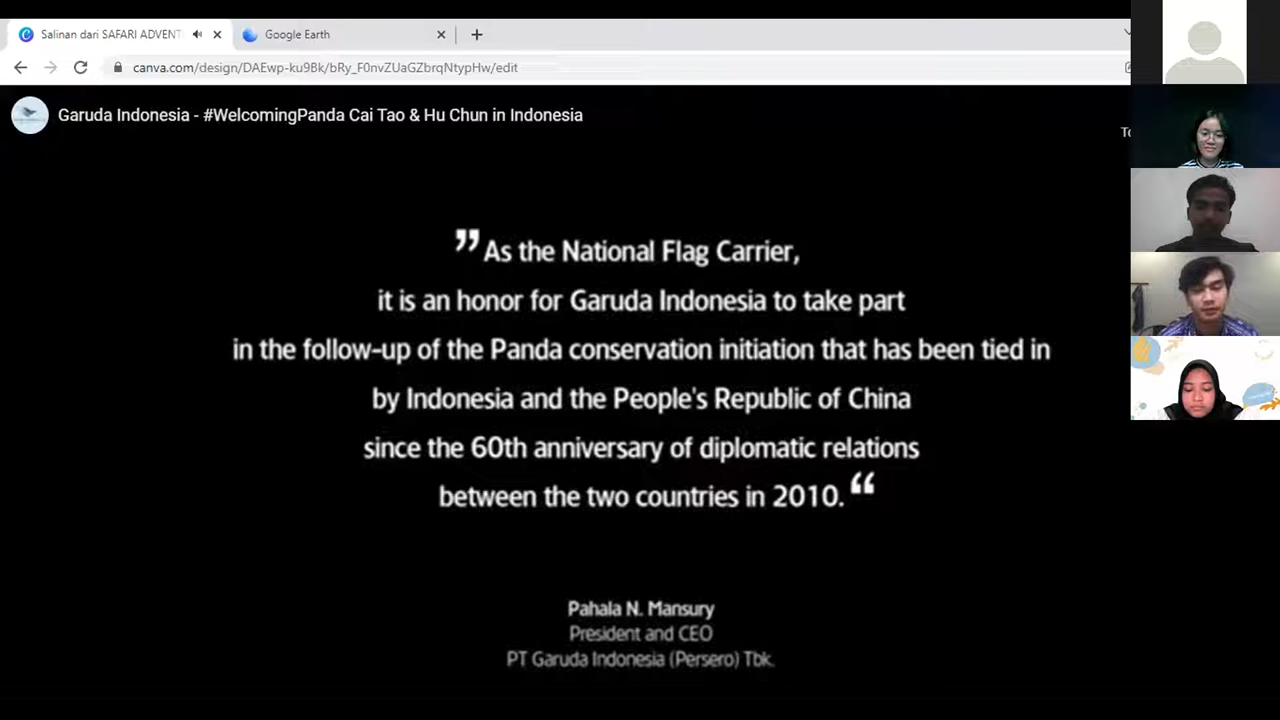 Salinan dari SAFARI ADVENT
Google Earth
canva.com/design/DAEwp-ku9Bk/bRy_F0nvZUaGZbrqNtypHw/edit
Garuda Indonesia - #WelcomingPanda Cai Tao & Hu Chun in Indonesia
”As the National Flag Carrier,
it is an honor for Garuda Indonesia to take part
in the follow-up of the Panda conservation initiation that has been tied in
by Indonesia and the People's Republic of China
since the 60th anniversary of diplomatic relations
between the two countries in 2010.“
Pahala N. Mansury
President and CEO
PT Garuda Indonesia (Persero) Tbk.